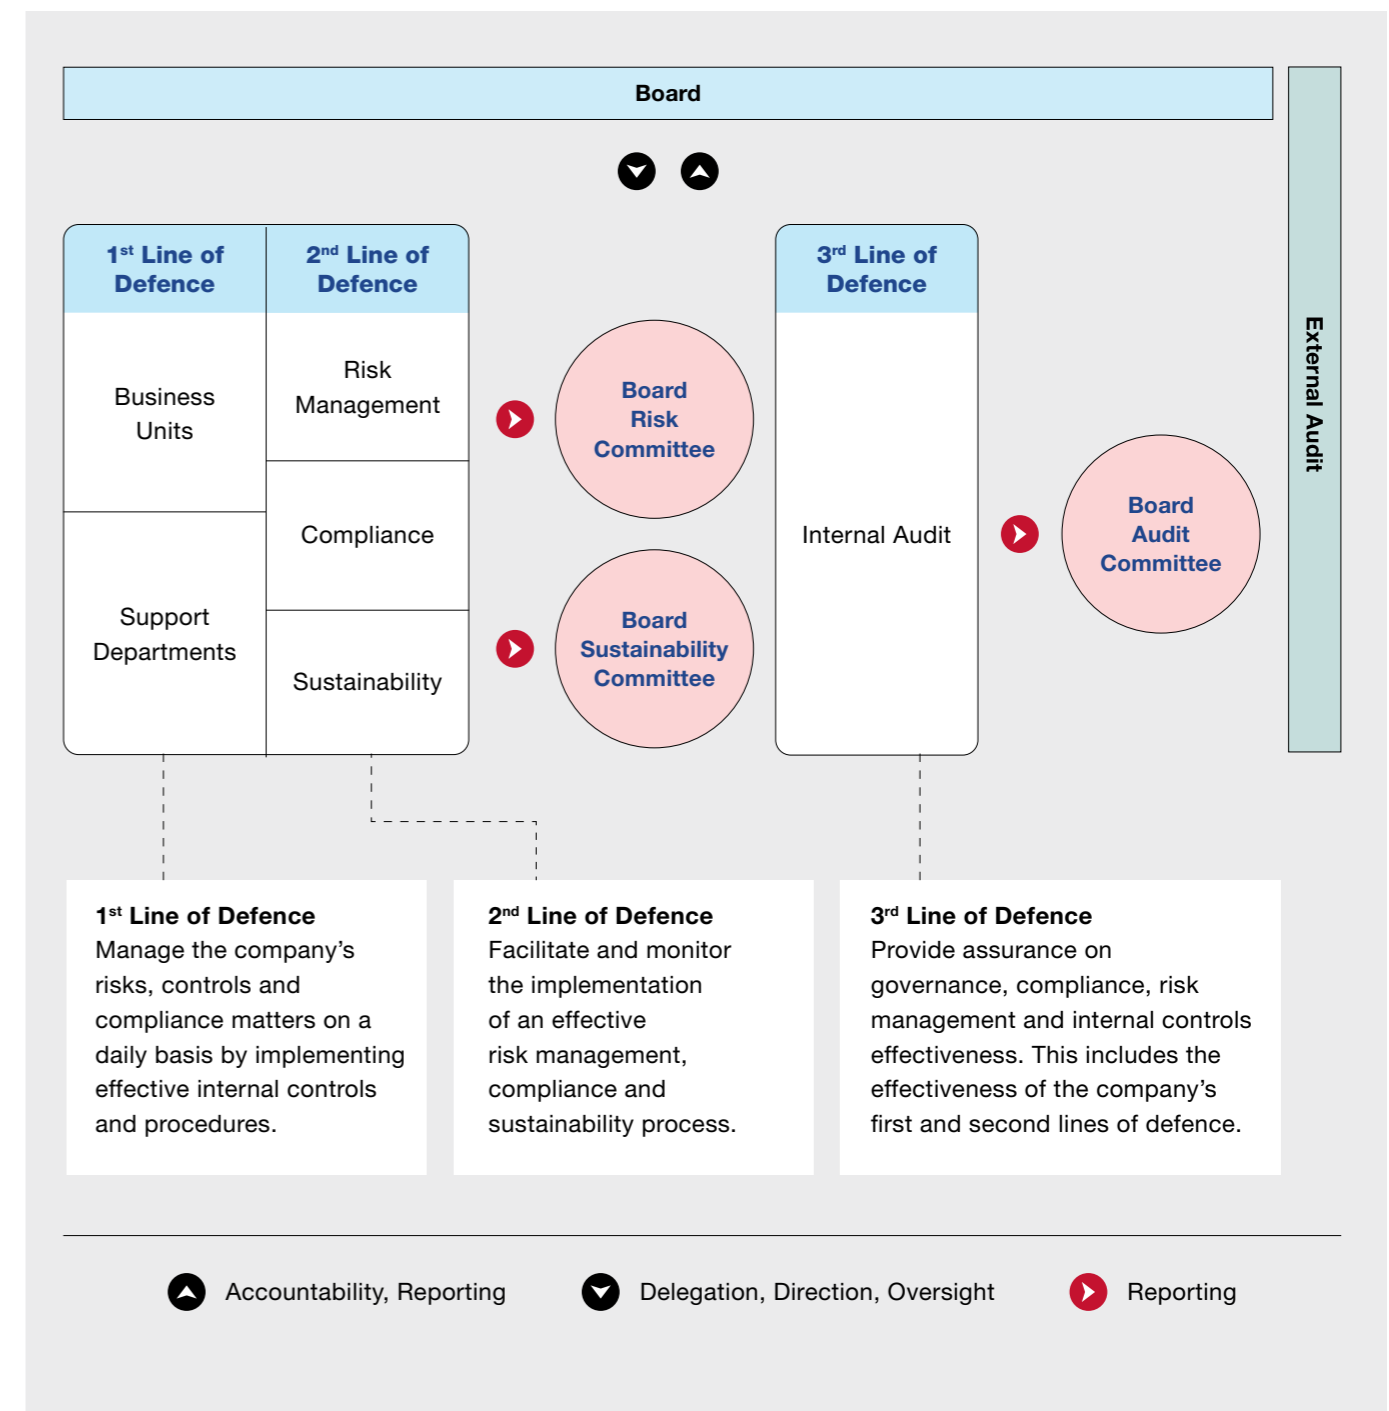 Board
1st Line of
Defence
2nd Line of
Defence
3rd Line of
Defence
Business
Units
Support
Departments
Risk
Management
Compliance
Sustainability
Board
Risk
Committee
Board
Sustainability
Committee
Internal Audit
Board
Audit
Committee
External Audit
1st Line of Defence
Manage the company’s
risks, controls and
compliance matters on a
daily basis by implementing
effective internal controls
and procedures.
2nd Line of Defence
Facilitate and monitor
the implementation
of an effective
risk management,
compliance and
sustainability process.
3rd Line of Defence
Provide assurance on
governance, compliance, risk
management and internal controls
effectiveness. This includes the
effectiveness of the company’s
first and second lines of defence.
Accountability, Reporting
Delegation, Direction, Oversight
Reporting